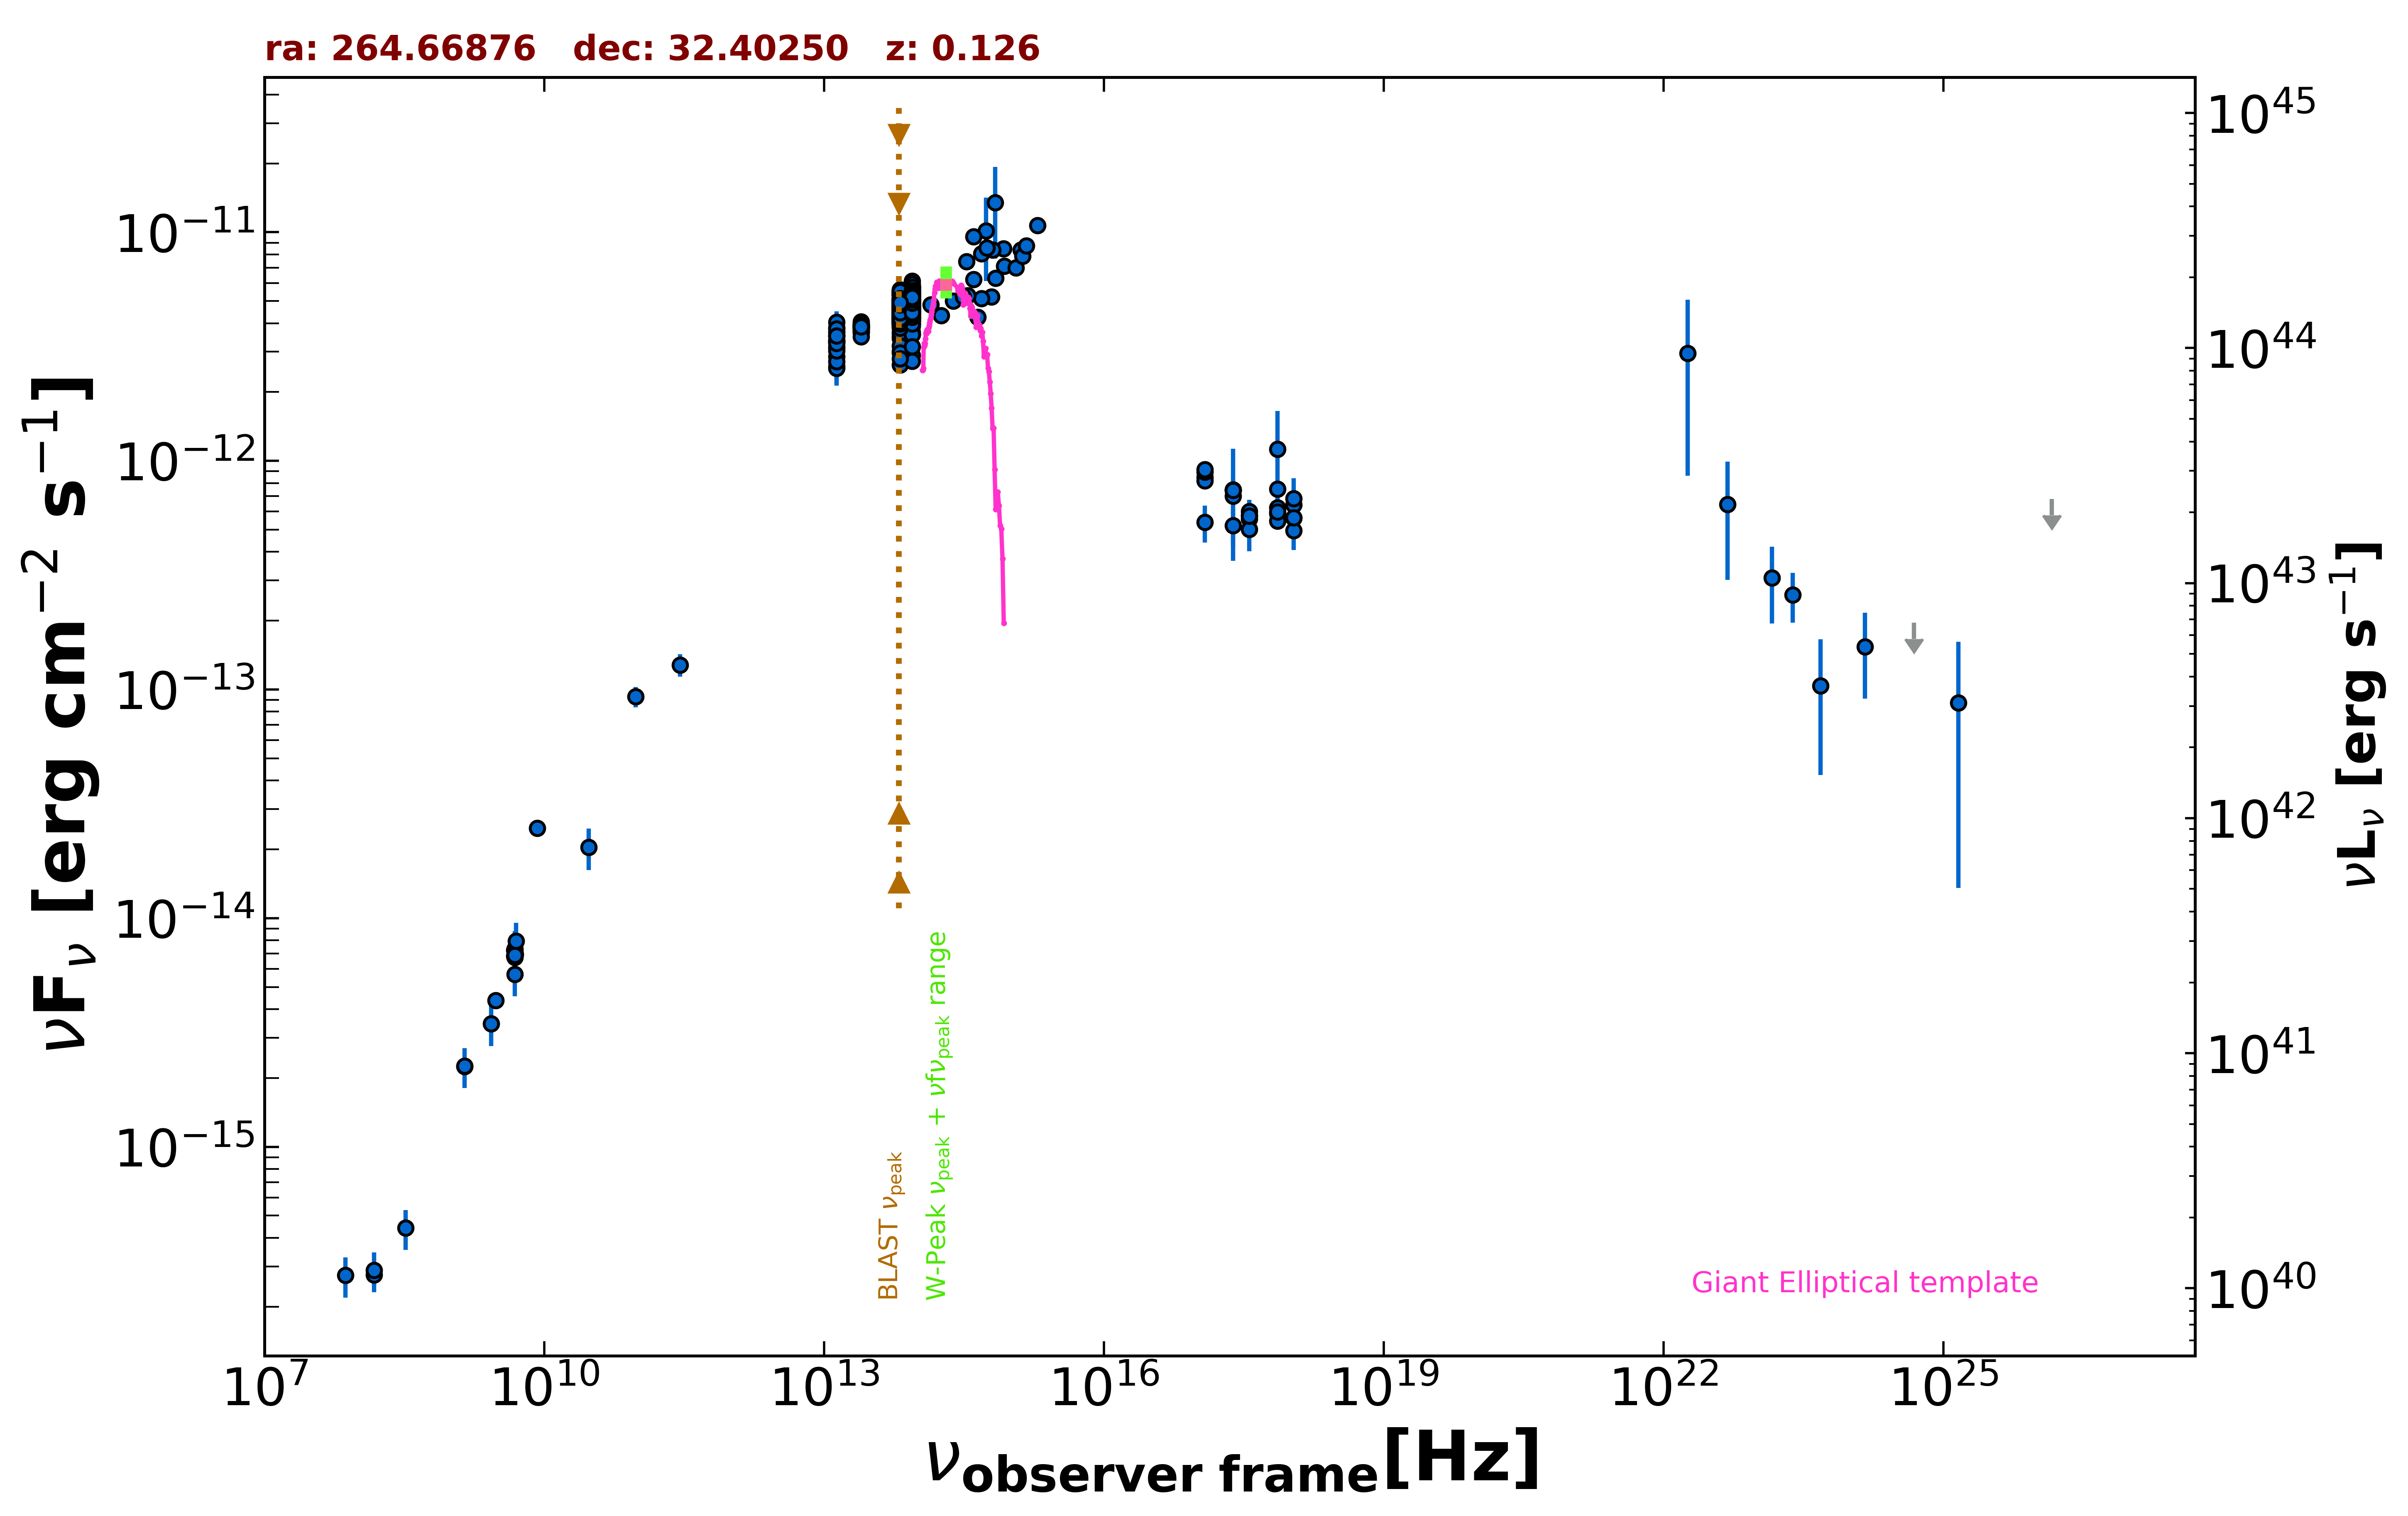 ra: 264.66876 dec: 32.40250 z: 0.126
νFν [erg cm−2 s−1]
10−11
10−12
10−13
10−14
10−15
1045
1044
1043
1042
1041
1040
νLν [erg s−1]
BLAST νpeak
W-Peak νpeak + νfνpeak range
Giant Elliptical template
107
1010
1013
1016
1019
1022
1025
νobserver frame[Hz]